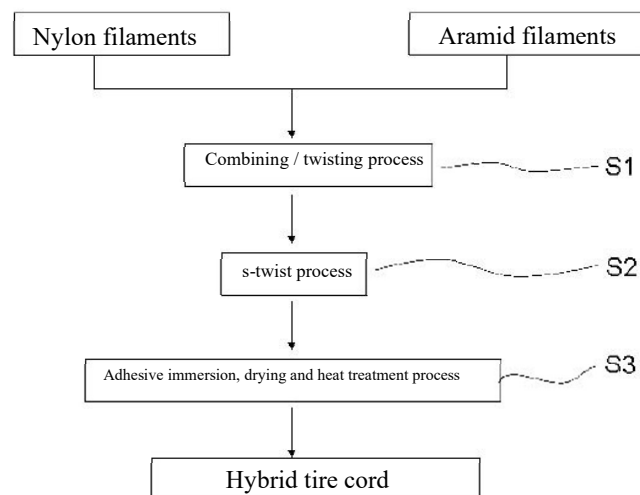 Nylon filaments
Aramid filaments
Combining / twisting process
S1
s-twist process
S2
Adhesive immersion, drying and heat treatment process
S3
Hybrid tire cord